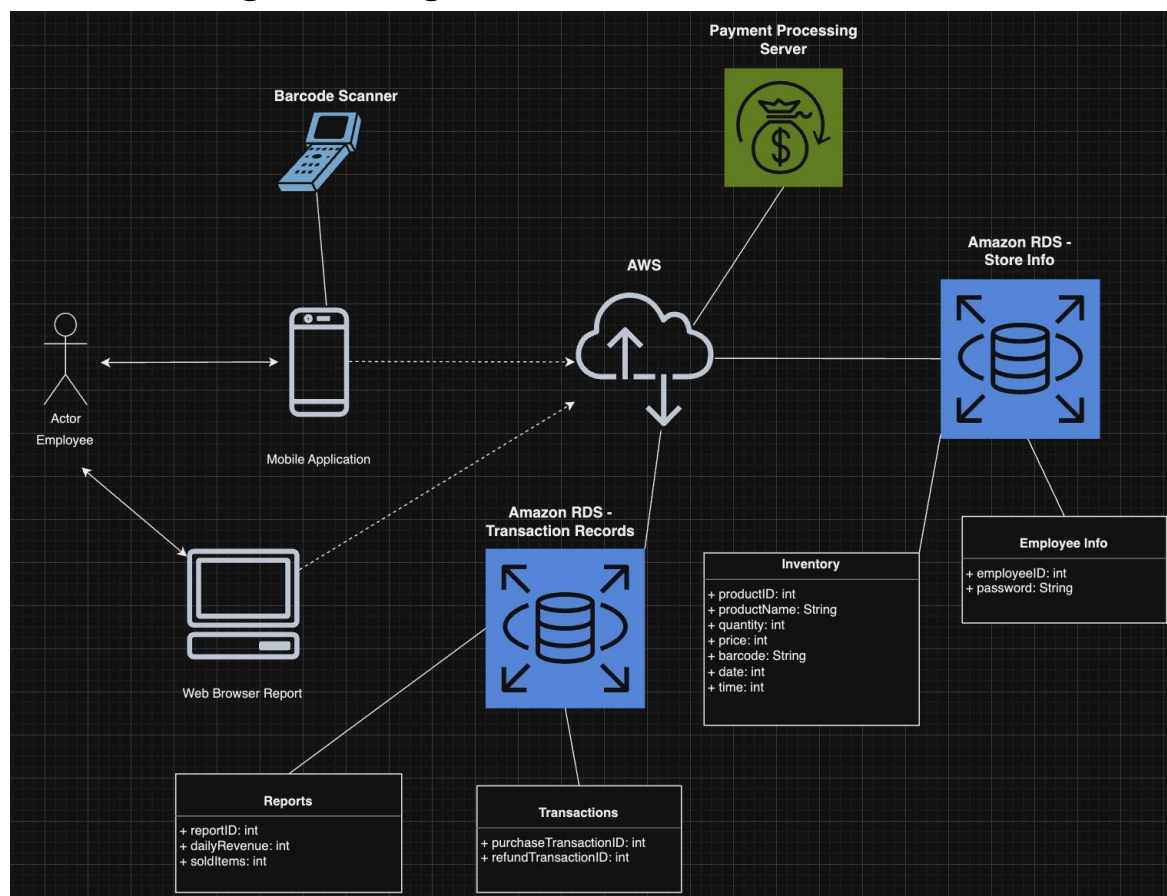 Payment Processing
Server
Barcode Scanner
Amazon RDS -
Store Info
AWS
Actor
Employee
Mobile Application
Amazon RDS -
Transaction Records
Employee Info
+ employeeID: int
+ password: String
Inventory
+ productID: int
+ productName: String
+ quantity: int
+ price: int
+ barcode: String
+ date: int
+ time: int
Web Browser Report
Reports
+ reportID: int
+ dailyRevenue: int
+ soldItems: int
Transactions
+ purchaseTransactionID: int
+ refundTransactionID: int